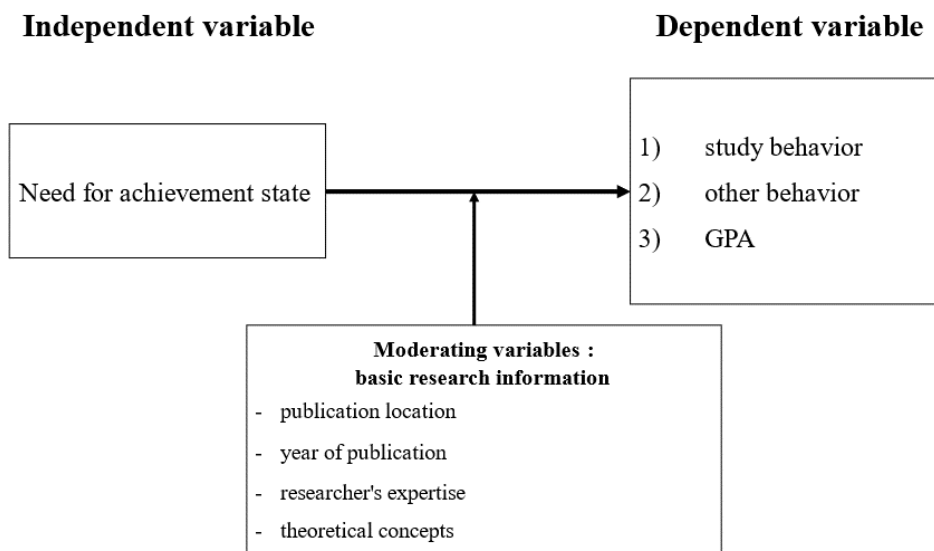 Independent variable
Dependent variable
Need for achievement state
1) study behavior
2) other behavior
3) GPA
Moderating variables :
basic research information
- publication location
- year of publication
- researcher's expertise
- theoretical concepts